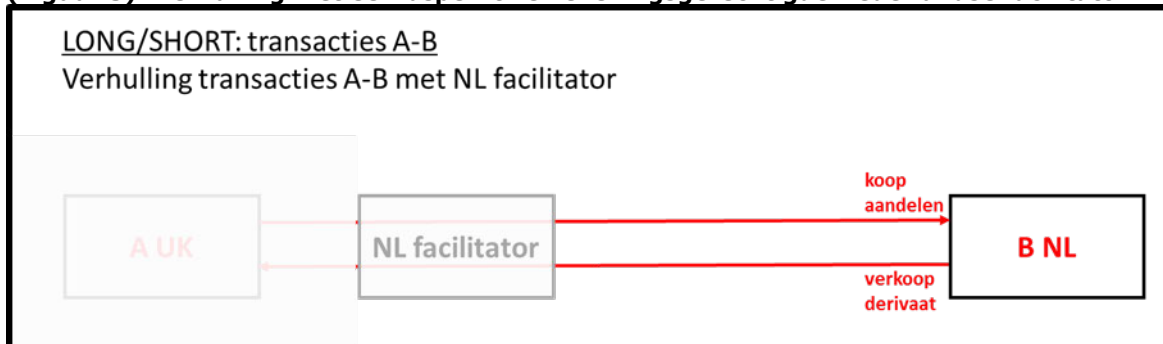 LONG/SHORT: transacties A-B
Verhulling transacties A-B met NL facilitator
koop
aandelen
A UK
NL facilitator
B NL
verkoop
derivaat